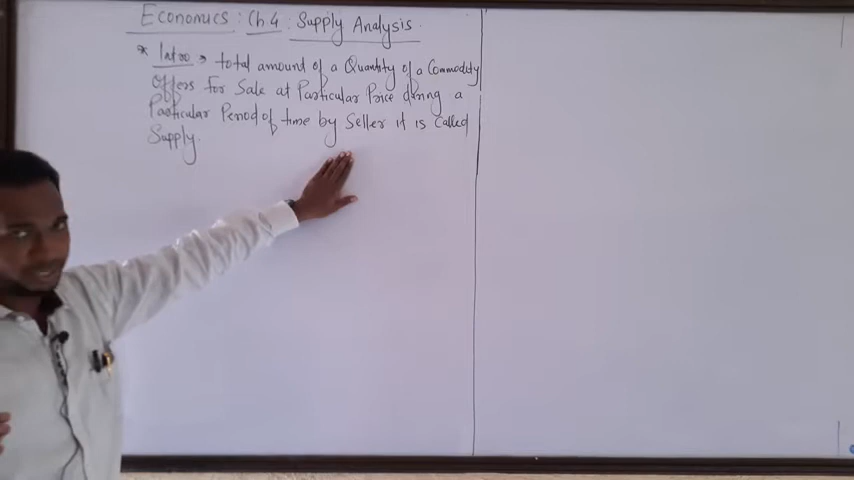 Economics : Ch 4 : Supply Analysis.
* Intro → total amount of a Quantity of a Commodity
Offers for Sale at Particular Price during a
Particular Period of time by Seller it is Called
Supply.